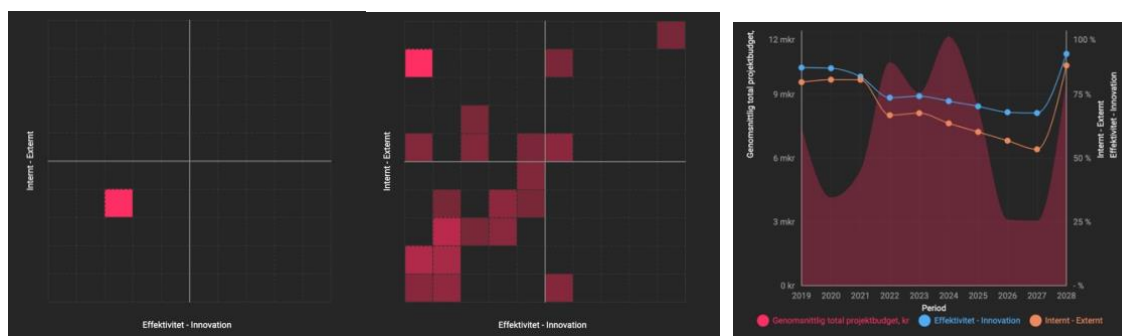 Internt - Externt
Effektivitet - Innovation
Internt - Externt
Effektivitet - Innovation
Genomsnittlig total projektbudget,
12 mkr
9 mkr
6 mkr
3 mkr
0 kr
100 %
75 %
50 %
25 %
- %
Internt - Externt
Effektivitet - Innovation
2019 2020 2021 2022 2023 2024 2025 2026 2027 2028
Period
Genomsnittlig total projektbudget, kr Effektivitet - Innovation Internt - Externt